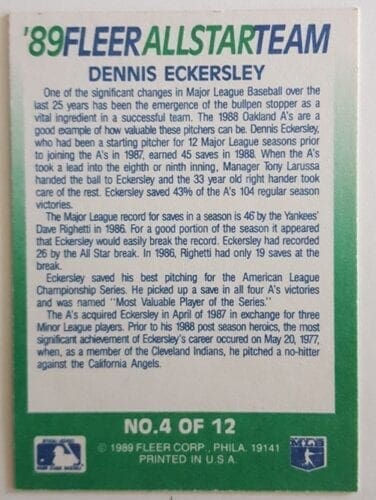 '89FLEERALLSTARTEAM
DENNIS ECKERSLEY
One of the significant changes in Major League Baseball over the
last 25 years has been the emergence of the bullpen stopper as a
vital ingredient in a successful team. The 1988 Oakland A's are a
good example of how valuable these pitchers can be. Dennis Eckersley,
who had been a starting pitcher for 12 Major League seasons prior
to joining the A's in 1987, earned 45 saves in 1988. When the A's
took a lead into the eighth or ninth inning, Manager Tony Larussa
handed the ball to Eckersley and the 33 year old right hander took
care of the rest. Eckersley saved 43% of the A's 104 regular season
victories.
The Major League record for saves in a season is 46 by the Yankees'
Dave Righetti in 1986. For a good portion of the season it appeared
that Eckersley would easily break the record. Eckersley had recorded
26 by the All Star break. In 1986, Righetti had only 19 saves at the
break.
Eckersley saved his best pitching for the American League
Championship Series. He picked up a save in all four A's victories
and was named "Most Valuable Player of the Series."
The A's acquired Eckersley in April of 1987 in exchange for three
Minor League players. Prior to his 1988 post season heroics, the most
significant achievement of Eckersley's career occured on May 20, 1977,
when, as a member of the Cleveland Indians, he pitched a no-hitter
against the California Angels.
NO. 4 OF 12
© 1989 FLEER CORP., PHILA. 19141
PRINTED IN U.S.A.
MLB